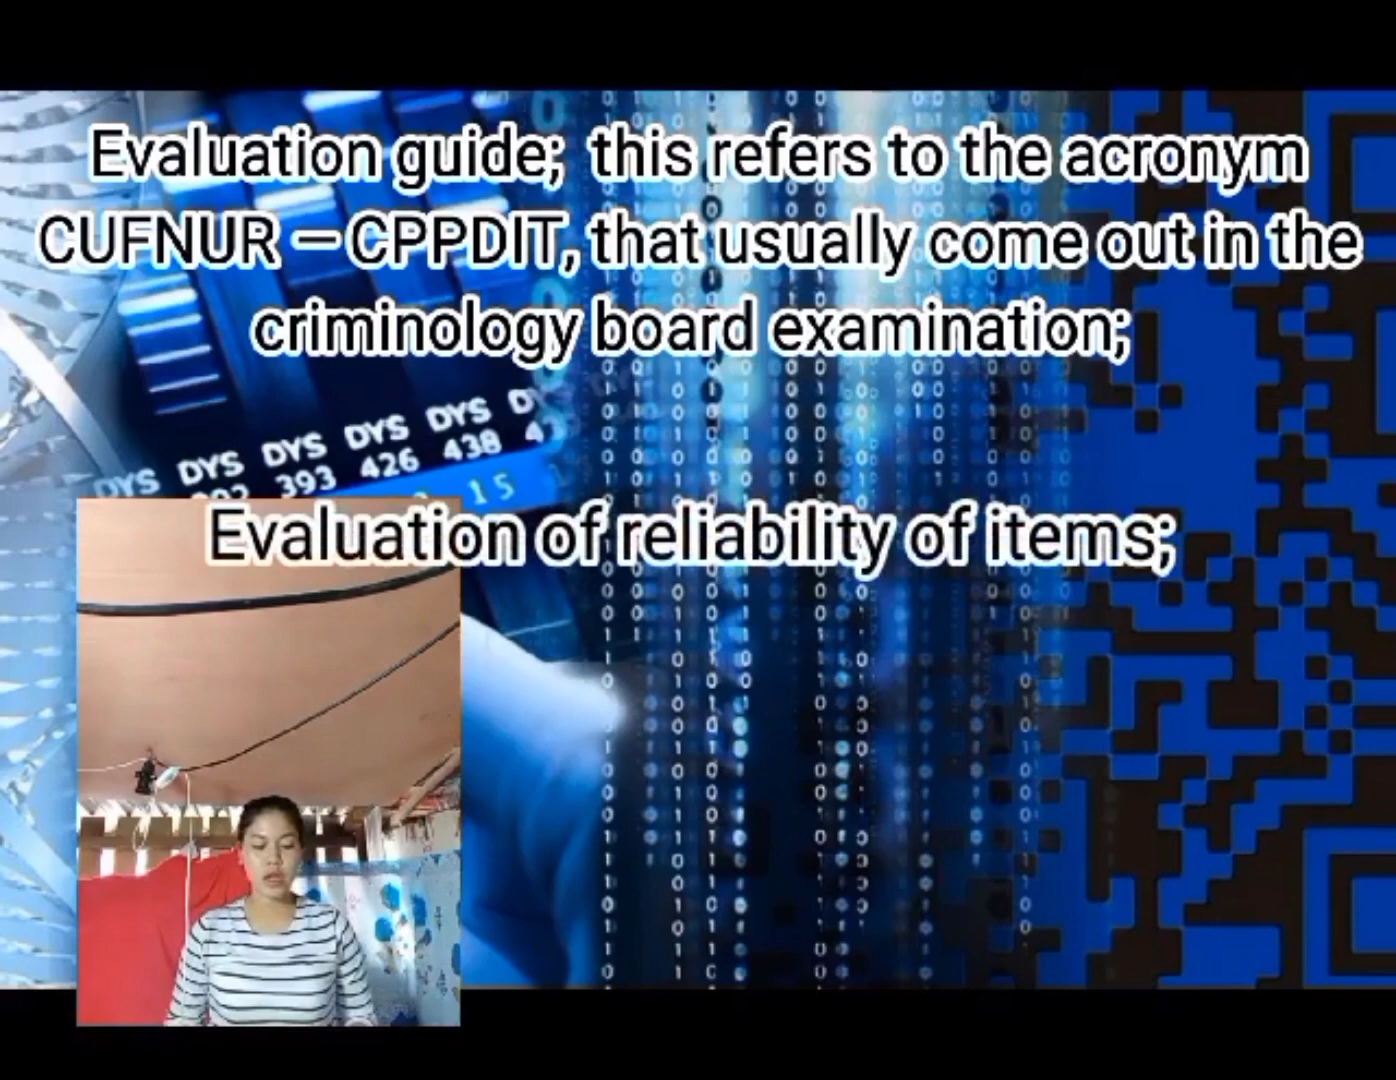 Evaluation guide; this refers to the acronym
CUFNUR – CPPDIT, that usually come out in the
criminology board examination;
DYS DYS DYS DYS DYS
393 426 438
15
Evaluation of reliability of items;